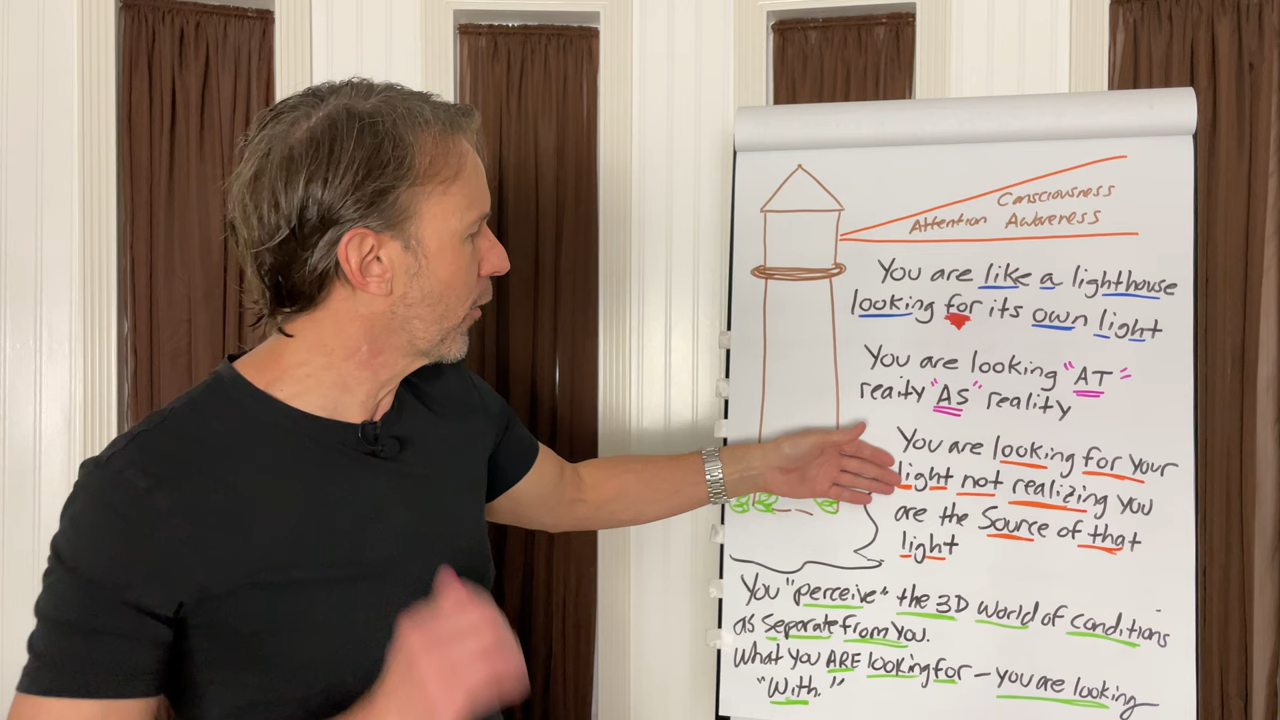 Consciousness
Attention Awareness
You are like a lighthouse
looking for its own light
You are looking "AT"
reaity "AS" reality
You are looking for your
light not realizing you
are the Source of that
light
You "perceive" the 3D world of conditions
as separate from you.
What you ARE looking for - you are looking
"With."